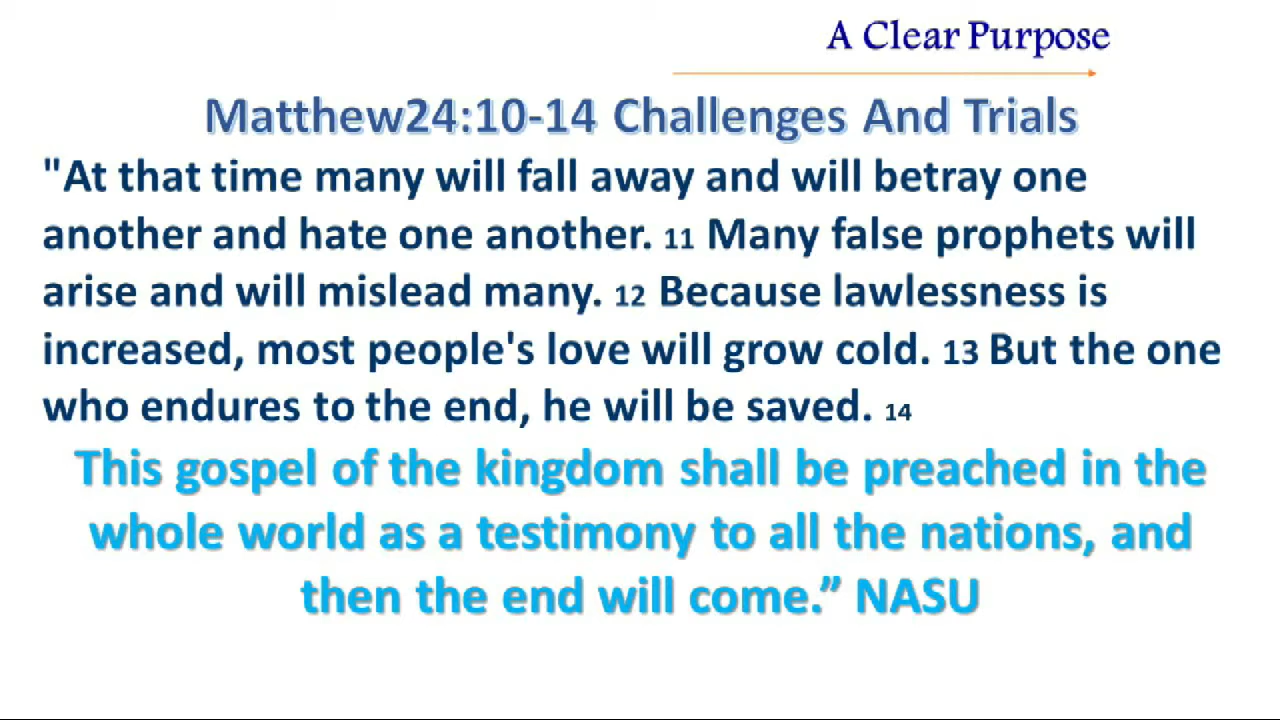 A Clear Purpose
Matthew24:10-14 Challenges And Trials
"At that time many will fall away and will betray one
another and hate one another. 11 Many false prophets will
arise and will mislead many. 12 Because lawlessness is
increased, most people's love will grow cold. 13 But the one
who endures to the end, he will be saved. 14
This gospel of the kingdom shall be preached in the
whole world as a testimony to all the nations, and
then the end will come.” NASU